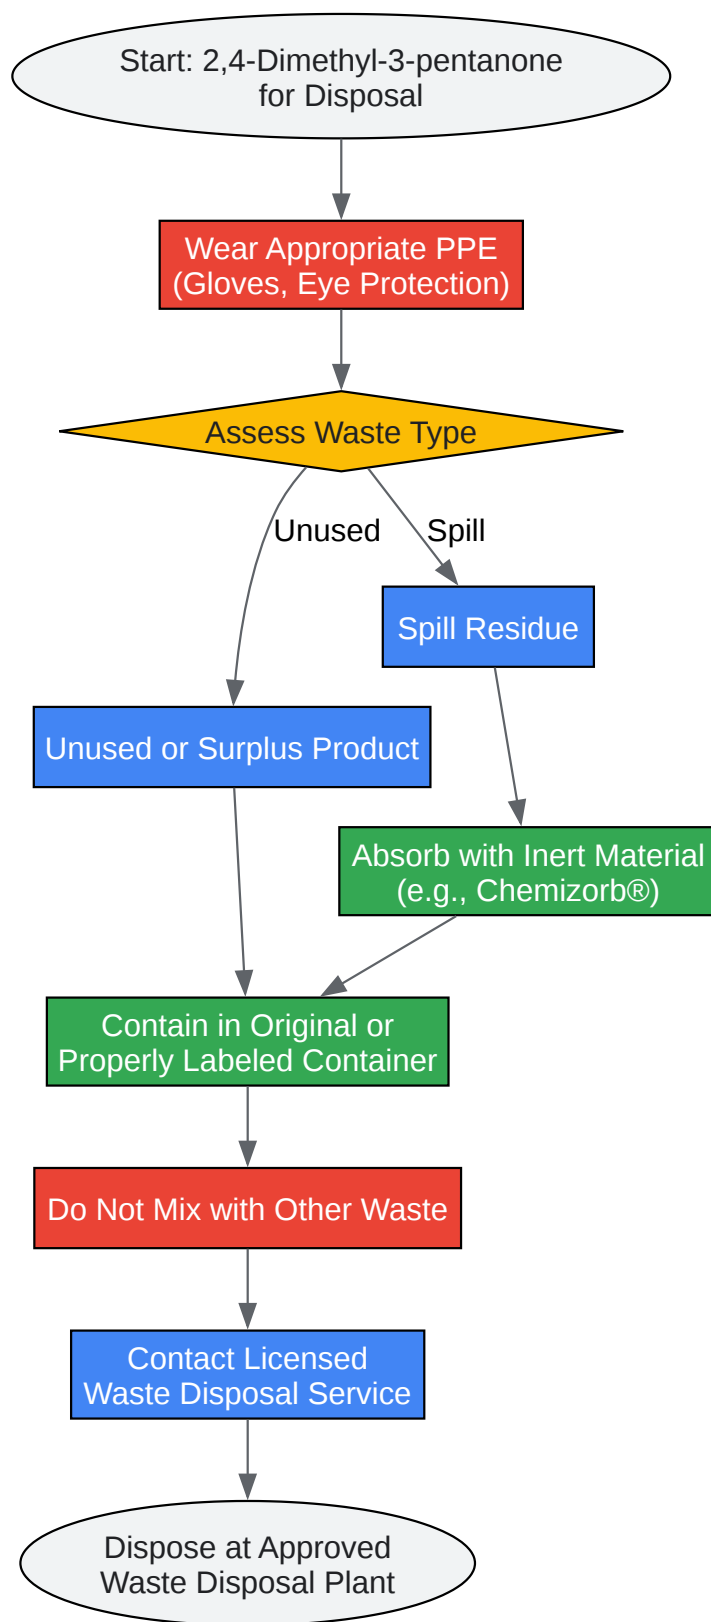 Start: 2,4-Dimethyl-3-pentanone
for Disposal
Wear Appropriate PPE
(Gloves, Eye Protection)
Assess Waste Type
Unused
Spill
Spill Residue
Unused or Surplus Product
Absorb with Inert Material
(e.g., Chemizorb®)
Contain in Original or
Properly Labeled Container
Do Not Mix with Other Waste
Contact Licensed
Waste Disposal Service
Dispose at Approved
Waste Disposal Plant